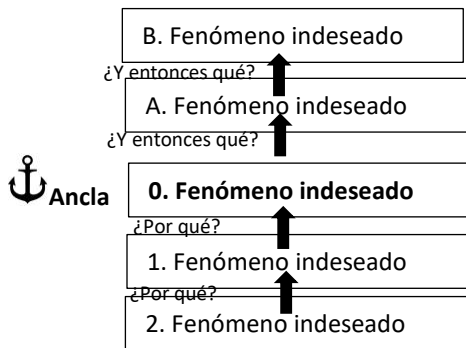 B. Fenómeno indeseado
¿Y entonces qué?
A. Fenómeno indeseado
¿Y entonces qué?
Ancla
0. Fenómeno indeseado
¿Por qué?
1. Fenómeno indeseado
¿Por qué?
2. Fenómeno indeseado